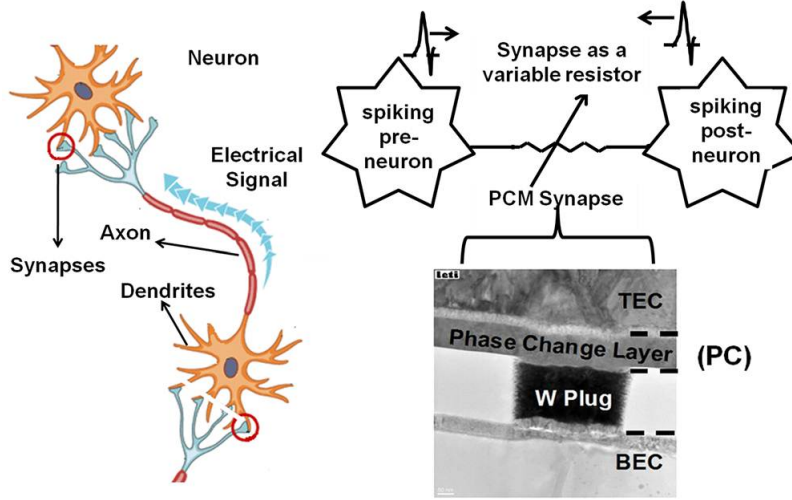 Neuron
Electrical
Signal
Axon
Synapses
Dendrites
Synapse as a
variable resistor
spiking
pre-
neuron
spiking
post-
neuron
PCM Synapse
leti
TEC
Phase Change Layer
(PC)
W Plug
BEC